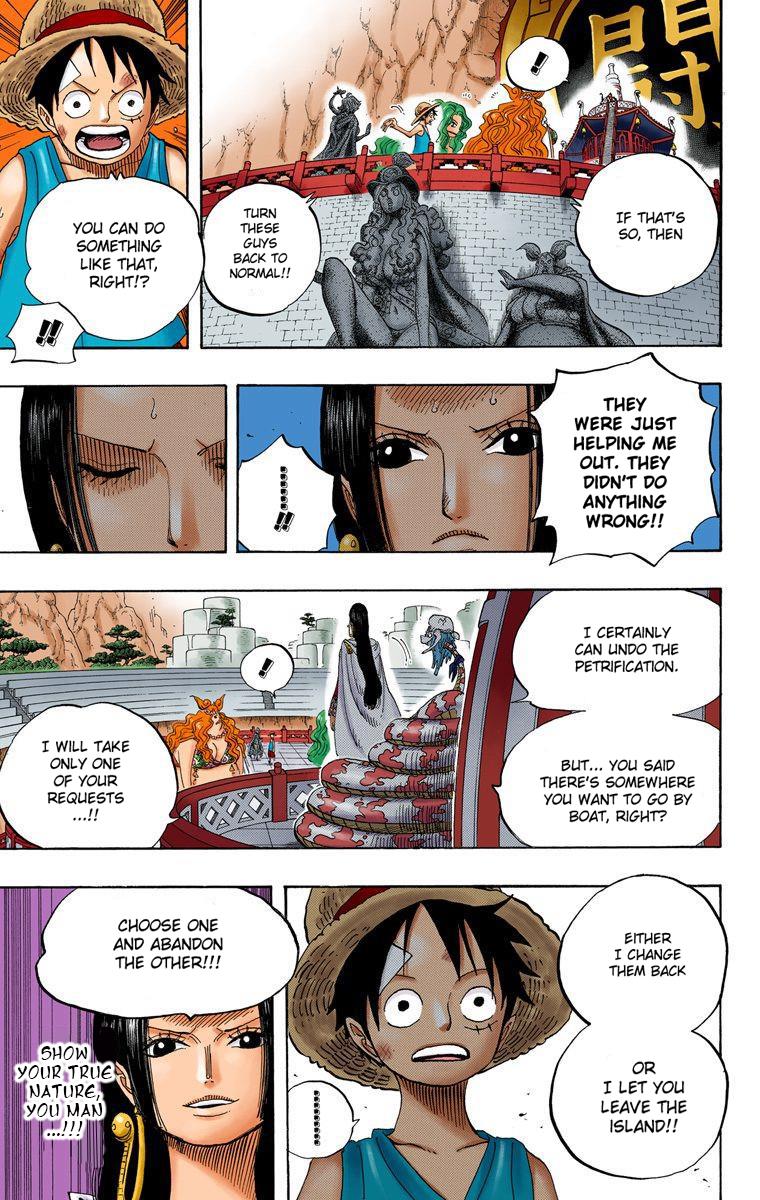 !
闘
IF THAT'S
SO, THEN
TURN
THESE
GUYS
BACK TO
NORMAL!!
YOU CAN DO
SOMETHING
LIKE THAT,
RIGHT!?
!!
THEY
WERE JUST
HELPING ME
OUT. THEY
DIDN'T DO
ANYTHING
WRONG!!
........!!
I CERTAINLY
CAN UNDO THE
PETRIFICATION.
BUT... YOU SAID
THERE'S SOMEWHERE
YOU WANT TO GO BY
BOAT, RIGHT?
!
I WILL TAKE
ONLY ONE
OF YOUR
REQUESTS
...!!
EITHER
I CHANGE
THEM BACK
OR
I LET YOU
LEAVE THE
ISLAND!!
........
CHOOSE ONE
AND ABANDON
THE OTHER!!!
SHOW
YOUR TRUE
NATURE,
YOU MAN
...!!!